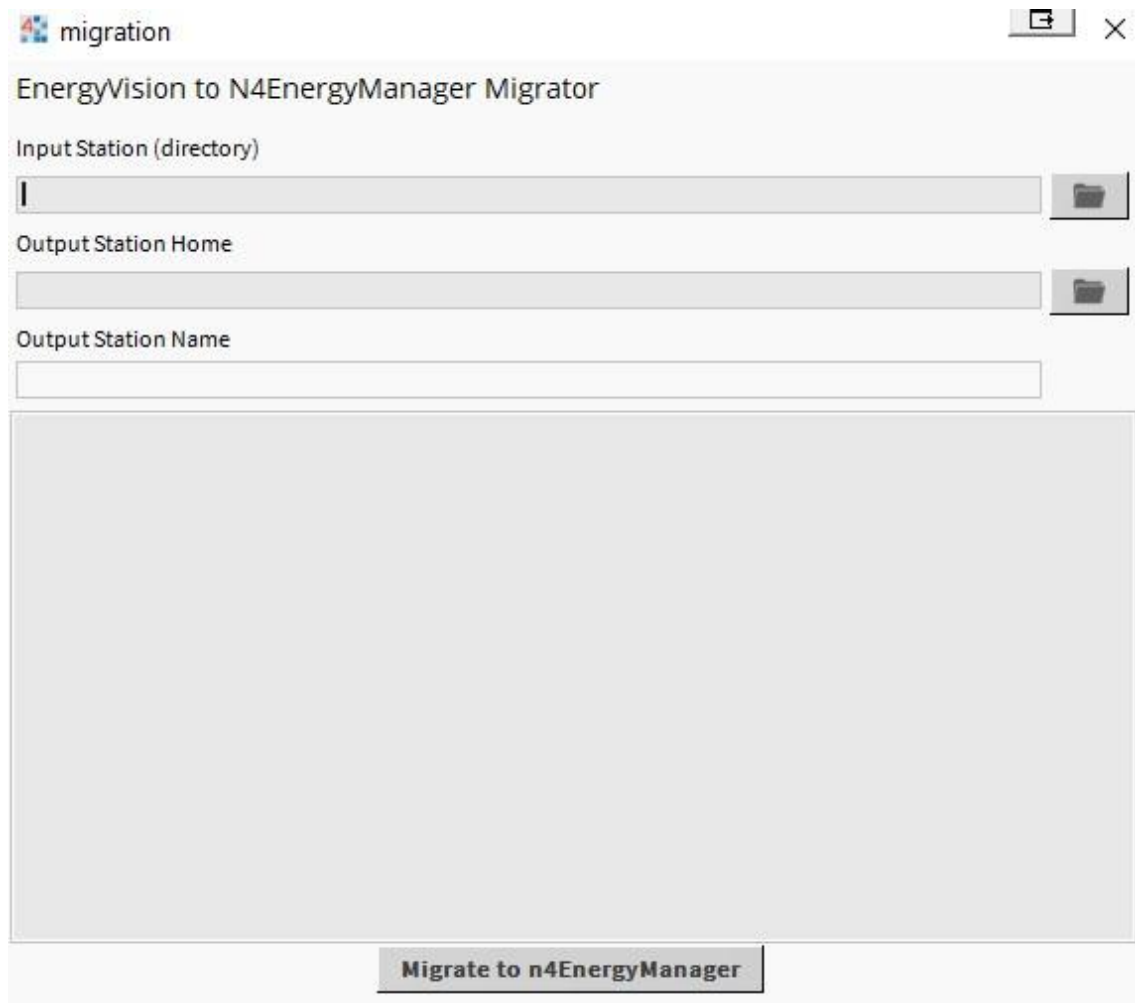 migration
EnergyVision to N4EnergyManager Migrator
Input Station (directory)
Output Station Home
Output Station Name
Migrate to n4EnergyManager